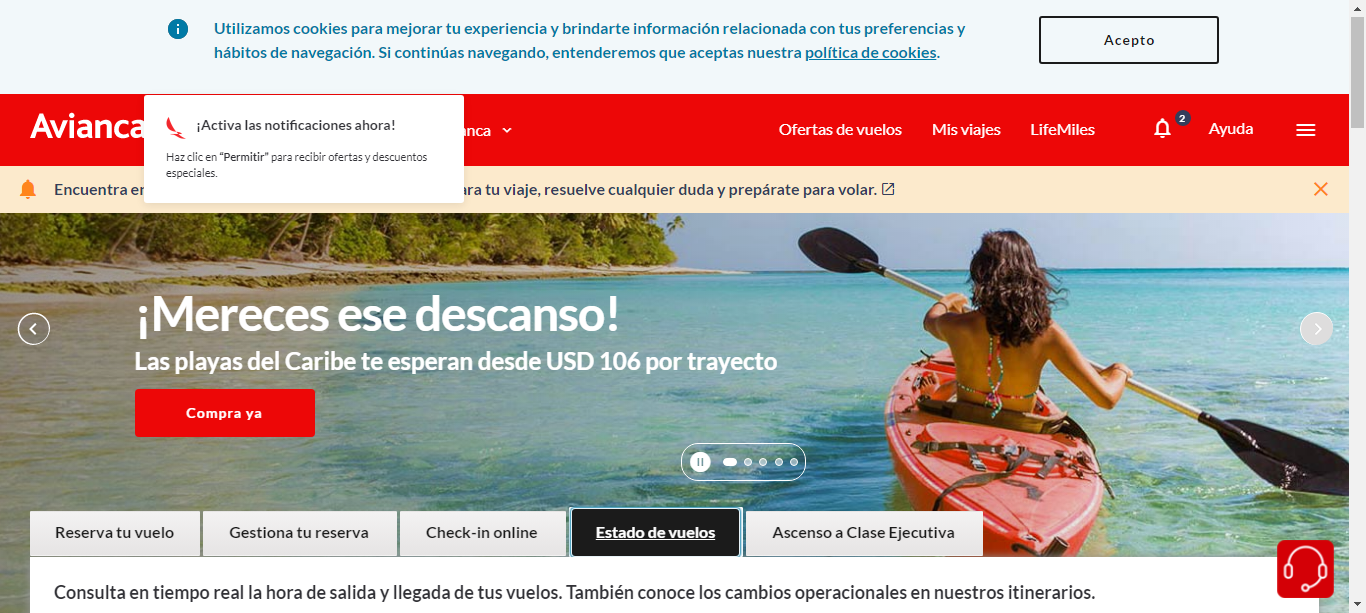 Utilizamos cookies para mejorar tu experiencia y brindarte información relacionada con tus preferencias y
hábitos de navegación. Si continúas navegando, entenderemos que aceptas nuestra política de cookies.
Acepto
Avianca
¡Activa las notificaciones ahora!
Haz clic en “Permitir” para recibir ofertas y descuentos
especiales.
Ofertas de vuelos
Mis viajes
LifeMiles
2
Ayuda
Encuentra
tu viaje, resuelve cualquier duda y prepárate para volar.
¡Mereces ese descanso!
Las playas del Caribe te esperan desde USD 106 por trayecto
Compra ya
Reserva tu vuelo
Gestiona tu reserva
Check-in online
Estado de vuelos
Ascenso a Clase Ejecutiva
Consulta en tiempo real la hora de salida y llegada de tus vuelos. También conoce los cambios operacionales en nuestros itinerarios.